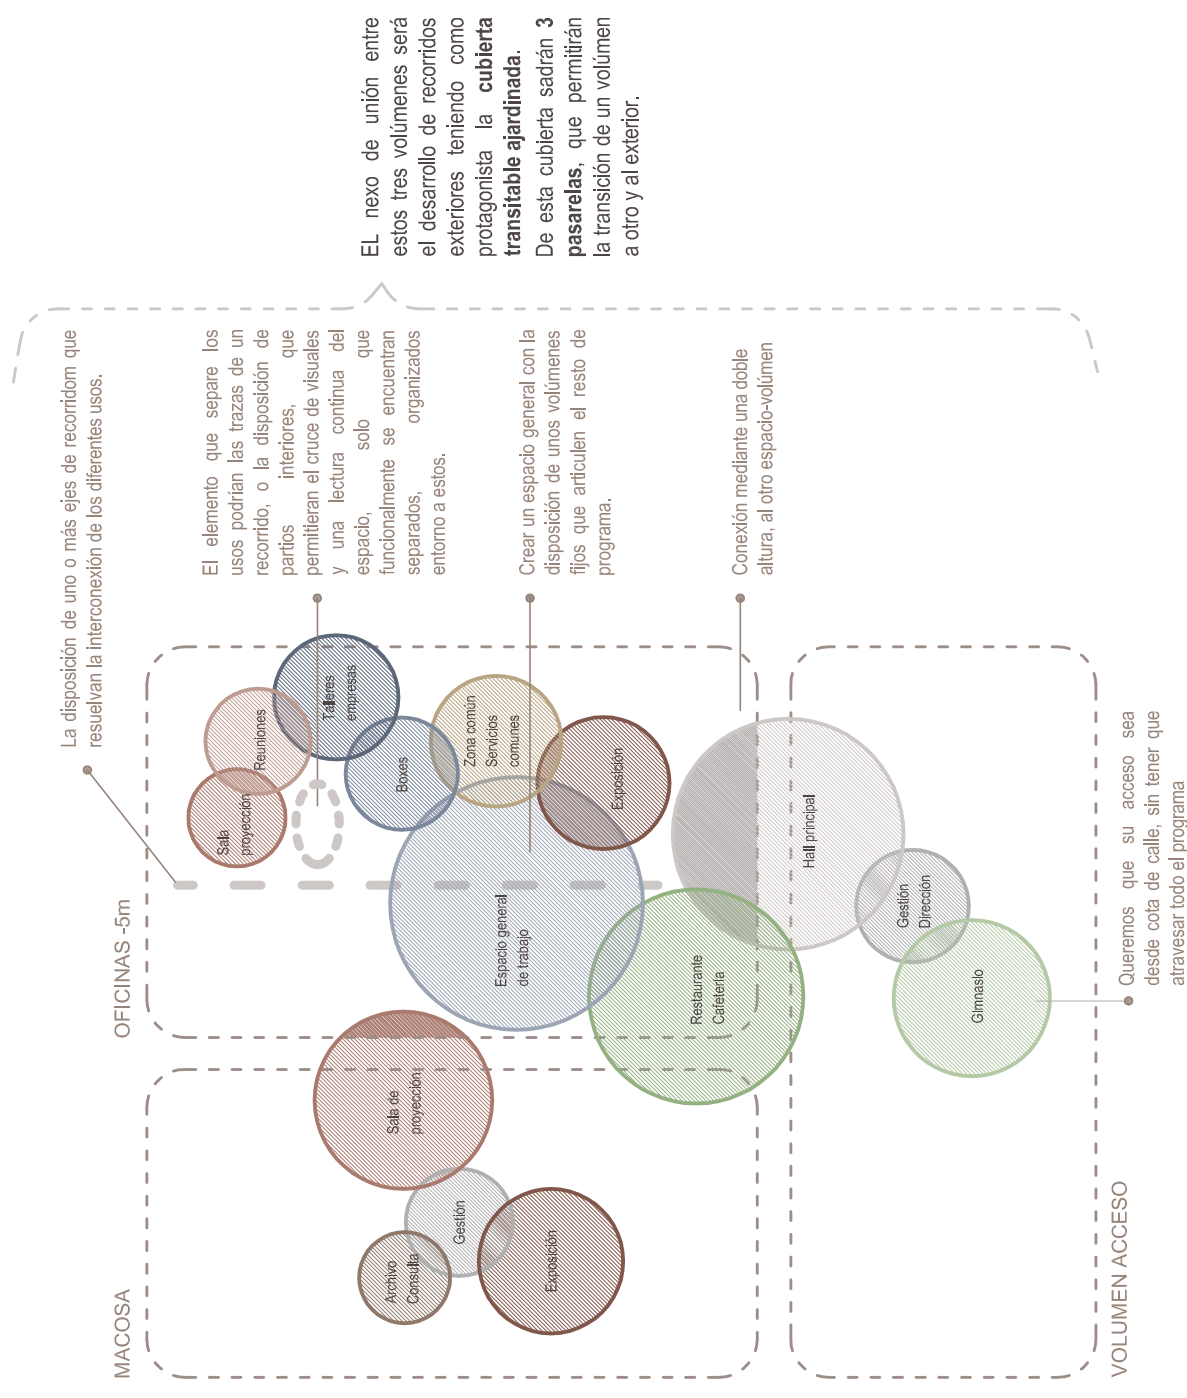 MACOSA
Archivo
Consulta
Gestión
Exposición
Sala de
proyección
OFICINAS -5m
Sala
proyección
Reuniones
Talleres
empresas
Boxes
Zona común
Servicios
comunes
Exposición
Espacio general
de trabajo
Restaurante
Cafetería
VOLUMEN ACCESO
Hall principal
Gestión
Dirección
Gimnasio
La disposición de uno o más ejes de recorridom que
resuelvan la interconexión de los diferentes usos.
El elemento que separe los
usos podrían las trazas de un
recorrido, o la disposición de
partios interiores, que
permitieran el cruce de visuales
y una lectura continua del
espacio, solo que
funcionalmente se encuentran
separados, organizados
entorno a estos.
Crear un espacio general con la
disposición de unos volúmenes
fijos que articulen el resto de
programa.
Conexión mediante una doble
altura, al otro espacio-volúmen
Queremos que su acceso sea
desde cota de calle, sin tener que
atravesar todo el programa
EL nexo de unión entre
estos tres volúmenes será
el desarrollo de recorridos
exteriores teniendo como
protagonista la cubierta
transitable ajardinada.
De esta cubierta sadrán 3
pasarelas, que permitirán
la transición de un volúmen
a otro y al exterior.